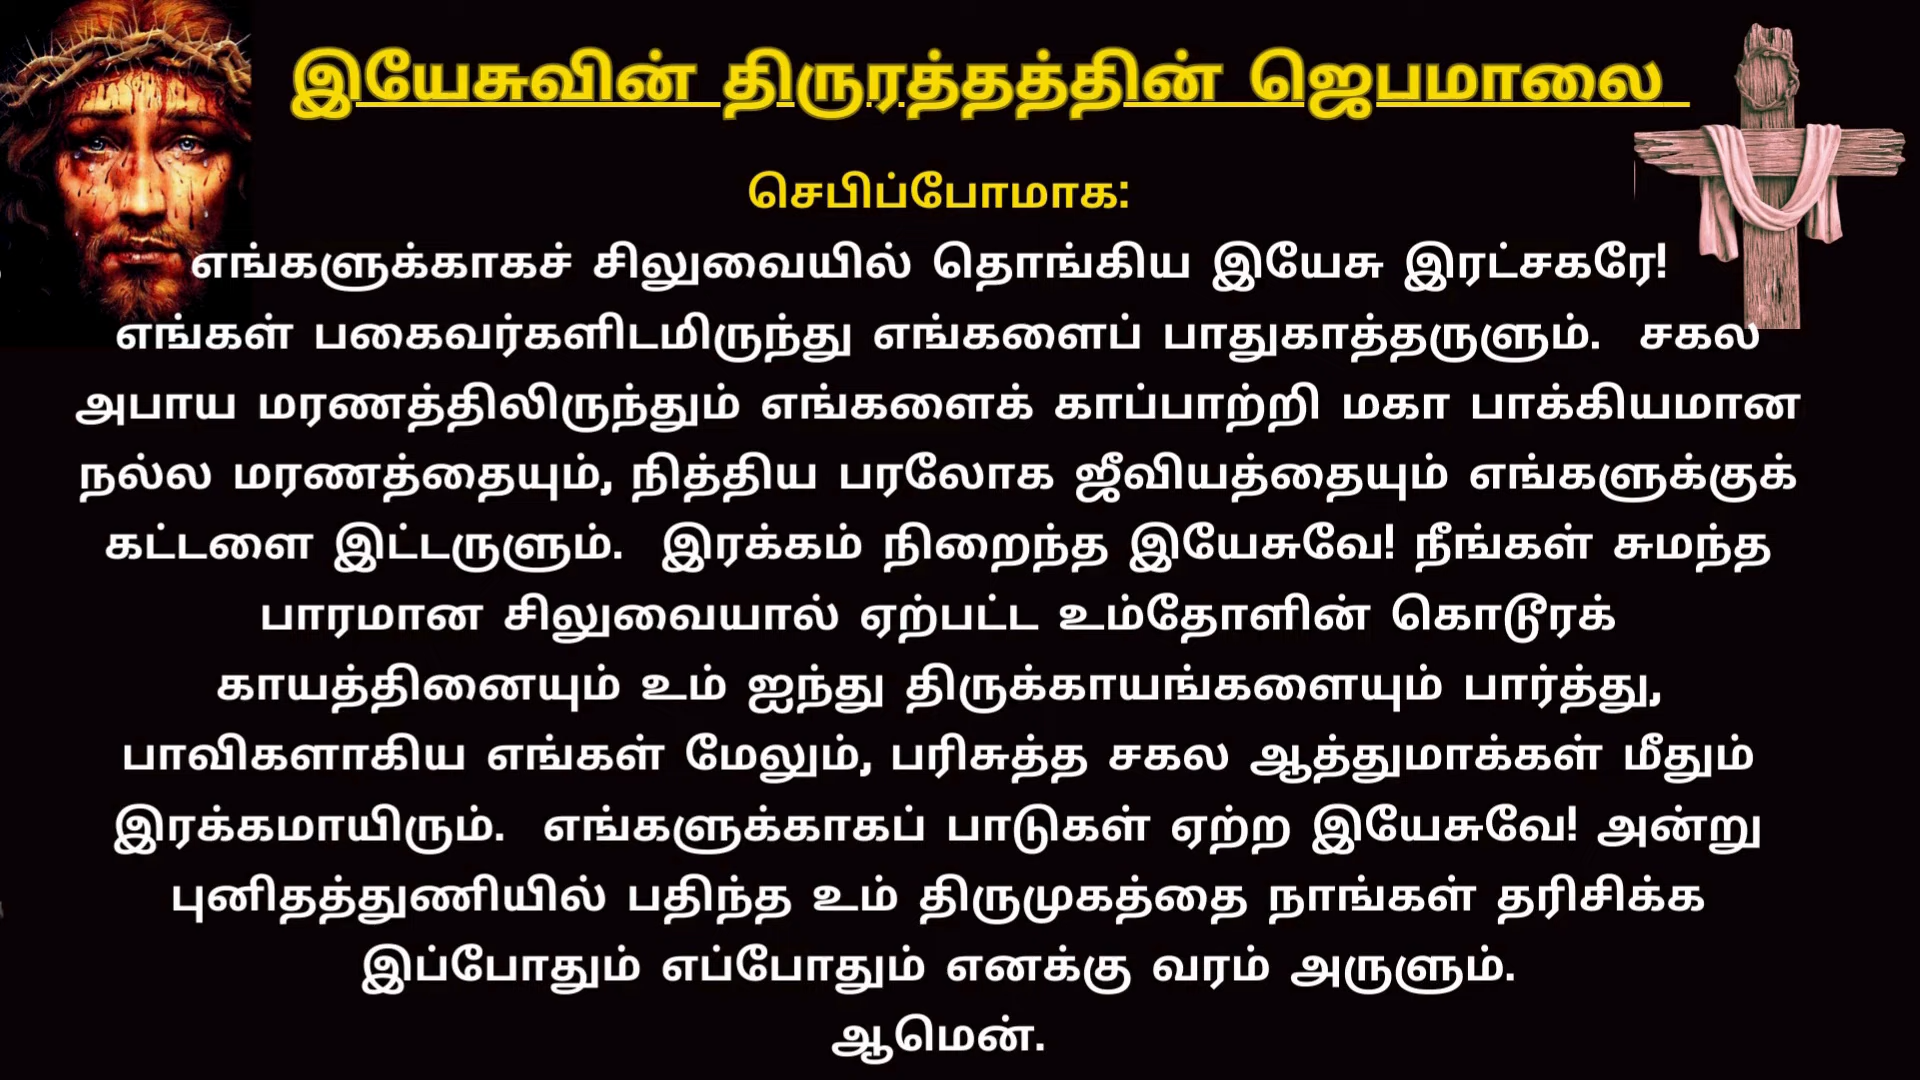 இயேசுவின் திருரத்தத்தின் ஜெபமாலை
செபிப்போமாக:
எங்களுக்காகச் சிலுவையில் தொங்கிய இயேசு இரட்சகரே!
எங்கள் பகைவர்களிடமிருந்து எங்களைப் பாதுகாத்தருளும். சகல
அபாய மரணத்திலிருந்தும் எங்களைக் காப்பாற்றி மகா பாக்கியமான
நல்ல மரணத்தையும், நித்திய பரலோக ஜீவியத்தையும் எங்களுக்குக்
கட்டளை இட்டருளும். இரக்கம் நிறைந்த இயேசுவே! நீங்கள் சுமந்த
பாரமான சிலுவையால் ஏற்பட்ட உம்தோளின் கொடூரக்
காயத்தினையும் உம் ஐந்து திருக்காயங்களையும் பார்த்து,
பாவிகளாகிய எங்கள் மேலும், பரிசுத்த சகல ஆத்துமாக்கள் மீதும்
இரக்கமாயிரும். எங்களுக்காகப் பாடுகள் ஏற்ற இயேசுவே! அன்று
புனிதத்துணியில் பதிந்த உம் திருமுகத்தை நாங்கள் தரிசிக்க
இப்போதும் எப்போதும் எனக்கு வரம் அருளும்.
ஆமென்.